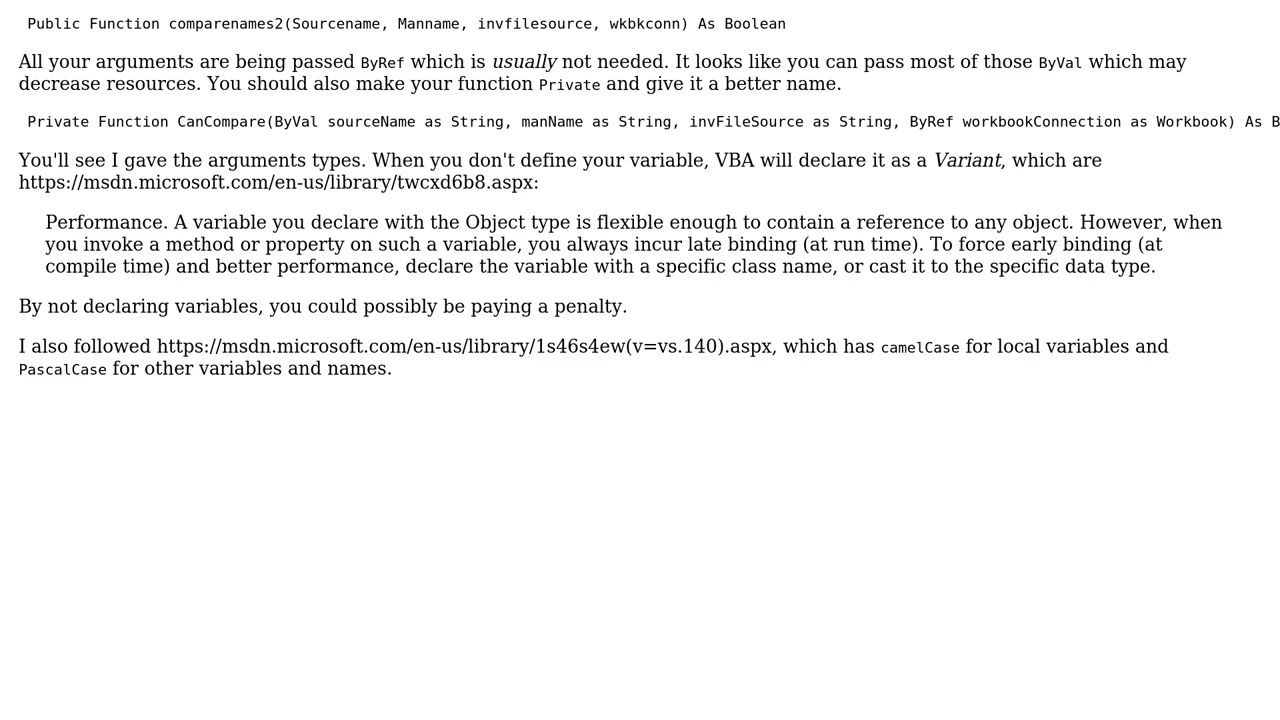 Public Function comparenames2(Sourcename, Manname, invfilesource, wkbkconn) As Boolean
All your arguments are being passed ByRef which is usually not needed. It looks like you can pass most of those ByVal which may
decrease resources. You should also make your function Private and give it a better name.
Private Function CanCompare(ByVal sourceName as String, manName as String, invFileSource as String, ByRef workbookConnection as Workbook) As B
You'll see I gave the arguments types. When you don't define your variable, VBA will declare it as a Variant, which are
https://msdn.microsoft.com/en-us/library/twcxd6b8.aspx:
Performance. A variable you declare with the Object type is flexible enough to contain a reference to any object. However, when
you invoke a method or property on such a variable, you always incur late binding (at run time). To force early binding (at
compile time) and better performance, declare the variable with a specific class name, or cast it to the specific data type.
By not declaring variables, you could possibly be paying a penalty.
I also followed https://msdn.microsoft.com/en-us/library/1s46s4ew(v=vs.140).aspx, which has camelCase for local variables and
PascalCase for other variables and names.